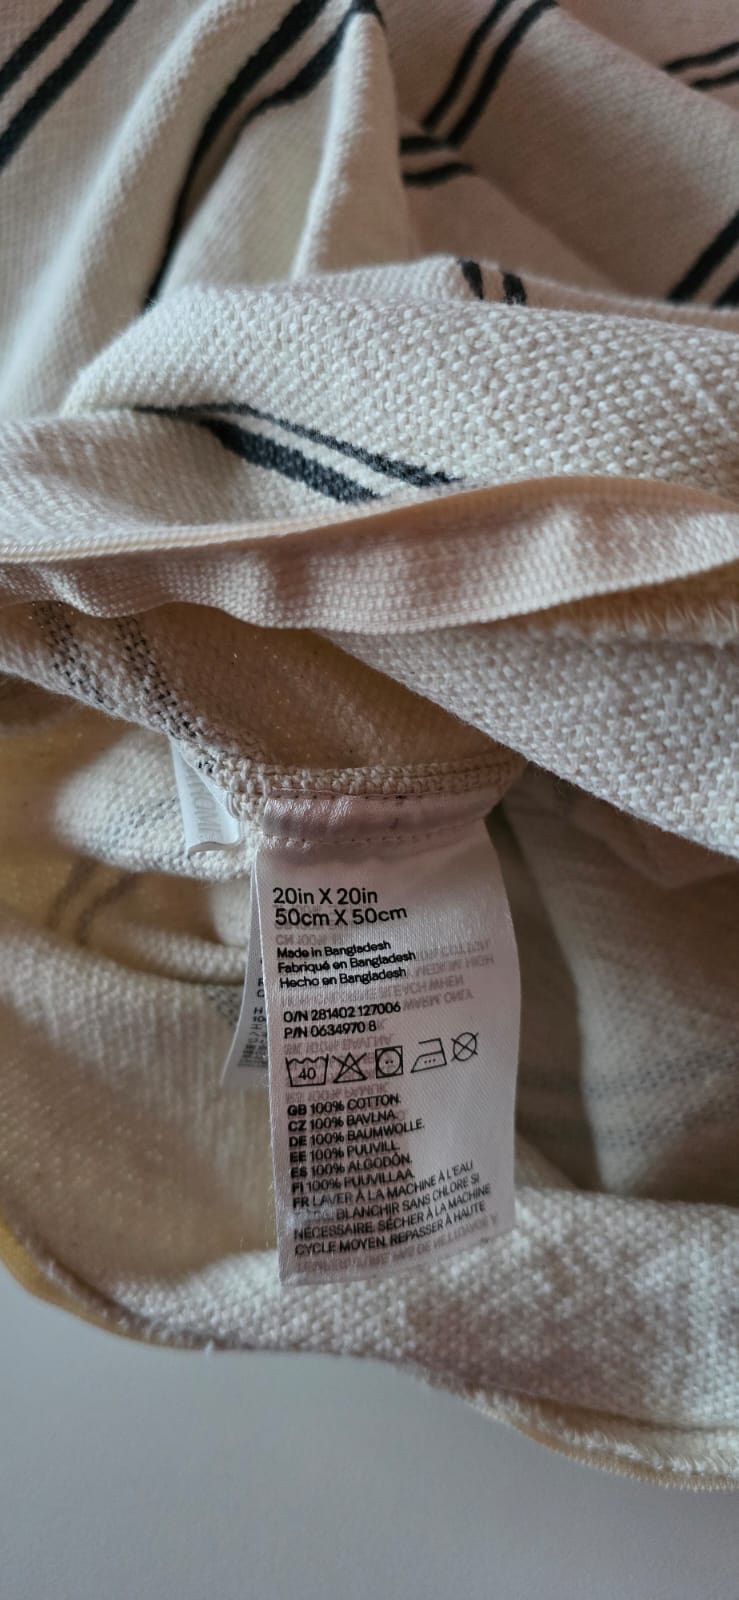 20in X 20in
50cm X 50cm
Made in Bangladesh
Fabriqué en Bangladesh
Hecho en Bangladesh
O/N 281402 127006
P/N 0634970 8
40
GB 100% COTTON.
CZ 100% BAVLNA.
DE 100% BAUMWOLLE.
EE 100% PUUVILL.
ES 100% ALGODÓN.
FI 100% PUUVILLAA.
FR LAVER À LA MACHINE À L'EAU
BLANCHIR SANS CHLORE SI
NÉCESSAIRE. SÉCHER À LA MACHINE
CYCLE MOYEN. REPASSER À HAUTE